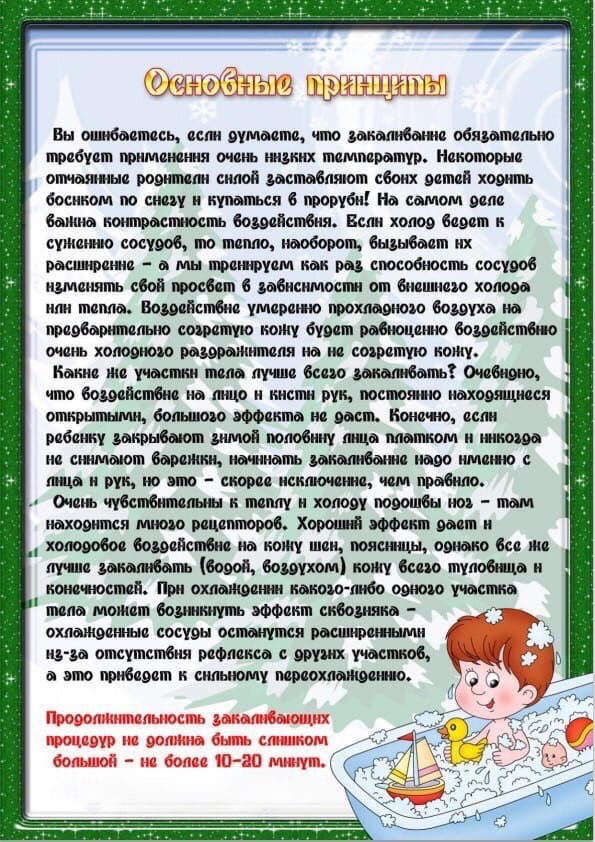 Основные принципы
Вы ошибаетесь, если думаете, что закаливание обязательно
требует применения очень низких температур. Некоторые
отчаянные родители силой заставляют своих детей ходить
босиком по снегу и купаться в проруби! На самом деле
важна контрастность воздействия. Если холод ведет к
сужению сосудов, то тепло, наоборот, вызывает их
расширение – а мы тренируем как раз способность сосудов
изменять свой просвет в зависимости от внешнего холода
или тепла. Воздействие умеренно прохладного воздуха на
предварительно согретую кожу будет равноценно воздействию
очень холодного раздражителя на не согретую кожу.
Какие же участки тела лучше всего закаливать? Очевидно,
что воздействие на лицо и кисти рук, постоянно находящиеся
открытыми, большого эффекта не даст. Конечно, если
ребенку закрывают зимой половину лица платком и никогда
не снимают варежки, начинать закаливание надо именно с
лица и рук, но это – скорее исключение, чем правило.
Очень чувствительны к теплу и холоду подошвы ног – там
находится много рецепторов. Хороший эффект дает и
холодовое воздействие на кожу шеи, поясницы, однако все же
лучше закаливать (водой, воздухом) кожу всего туловища и
конечностей. При охлаждении какого-либо одного участка
тела может возникнуть эффект сквозняка –
охлажденные сосуды останутся расширенными
из-за отсутствия рефлекса с других участков,
а это приведет к сильному переохлаждению.
Продолжительность закаливающих
процедур не должна быть слишком
большой – не более 10-20 минут.